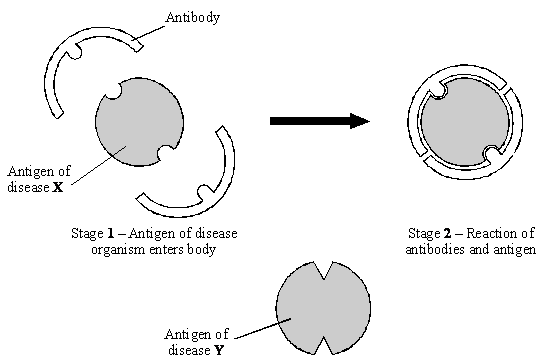 Antibody
Antigen of
disease X
Stage 1 – Antigen of disease
organism enters body
Stage 2 – Reaction of
antibodies and antigen
Antigen of
disease Y